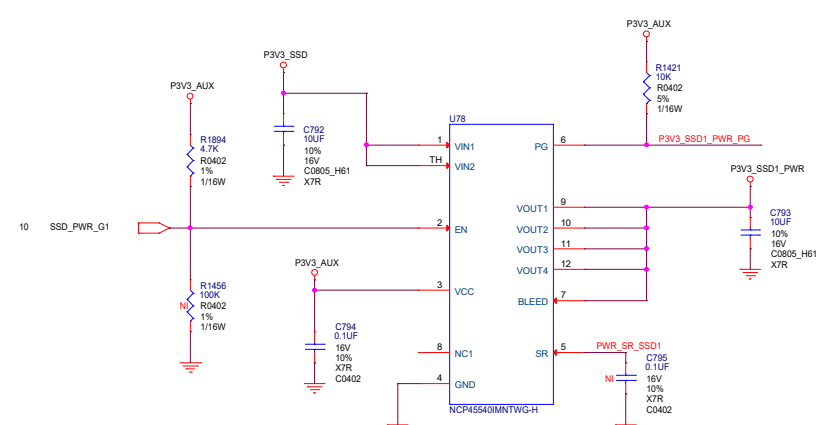 P3V3_AUX
R1894
4.7K
R0402
1%
1/16W
10
SSD_PWR_G1
NI
R1456
100K
R0402
1%
1/16W
P3V3_SSD
C792
10UF
10%
16V
C0805_H61
X7R
P3V3_AUX
C794
0.1UF
16V
10%
X7R
C0402
U78
1
VIN1
TH
VIN2
2
EN
3
VCC
8
NC1
4
GND
PG
6
VOUT1
9
VOUT2
10
VOUT3
11
VOUT4
12
BLEED
7
SR
5
NCP45540IMNTWG-H
P3V3_AUX
R1421
10K
R0402
5%
1/16W
P3V3_SSD1_PWR_PG
P3V3_SSD1_PWR
C793
10UF
10%
16V
C0805_H61
X7R
PWR_SR_SSD1
NI
C795
0.1UF
16V
10%
X7R
C0402